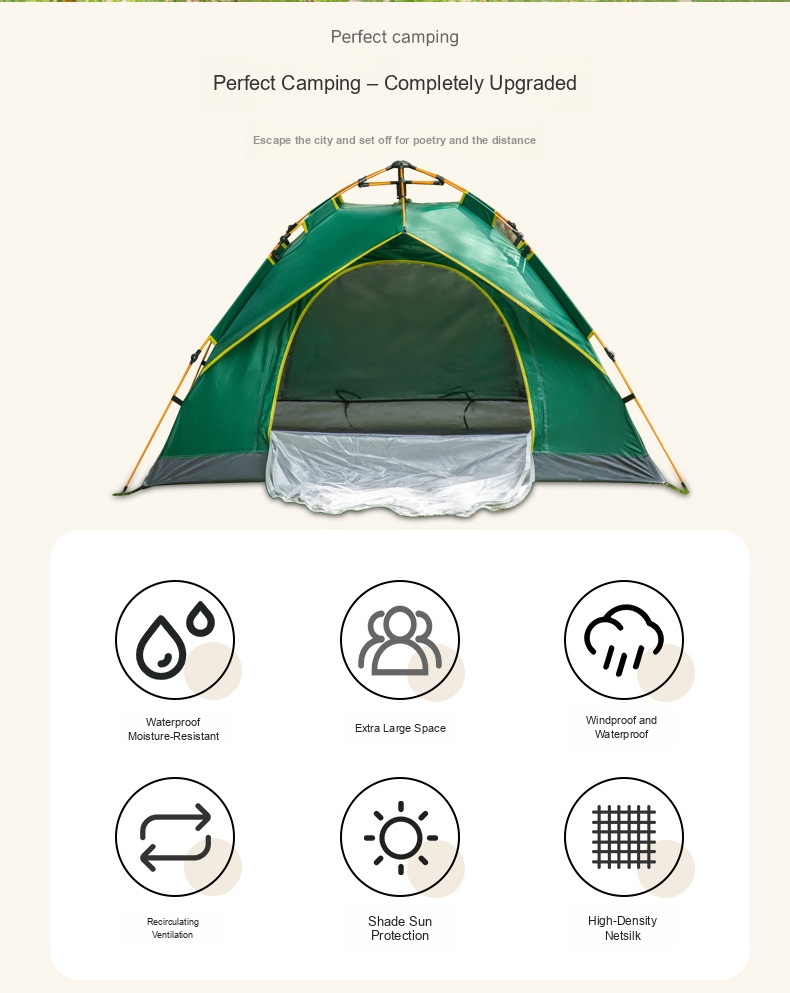 Perfect camping
Perfect Camping – Completely Upgraded
Escape the city and set off for poetry and the distance
Waterproof
Moisture-Resistant
Extra Large Space
Windproof and
Waterproof
Recirculating
Ventilation
Shade Sun
Protection
High-Density
Netsilk